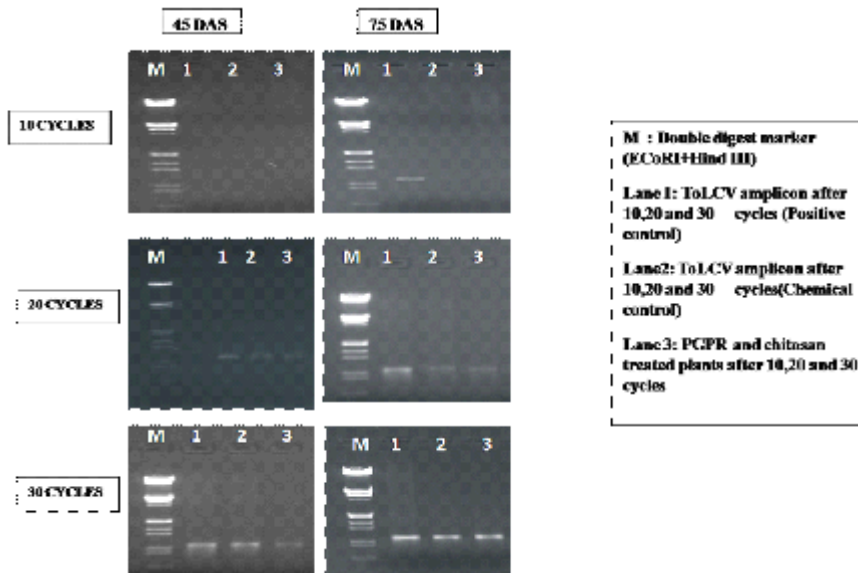 45 DAS 75 DAS
M 1 2 3 M 1 2 3
10 CYCLES
M 1 2 3 M 1 2 3
20 CYCLES
M 1 2 3 M 1 2 3
30 CYCLES
M : Double digest marker
(ECoRI+Hind III)
Lane 1: ToLCV amplicon after
10,20 and 30 cycles (Positive
control)
Lane2: ToLCV amplicon after
10,20 and 30 cycles(Chemical
control)
Lane 3: PGPR and chitosan
treated plants after 10,20 and 30
cycles